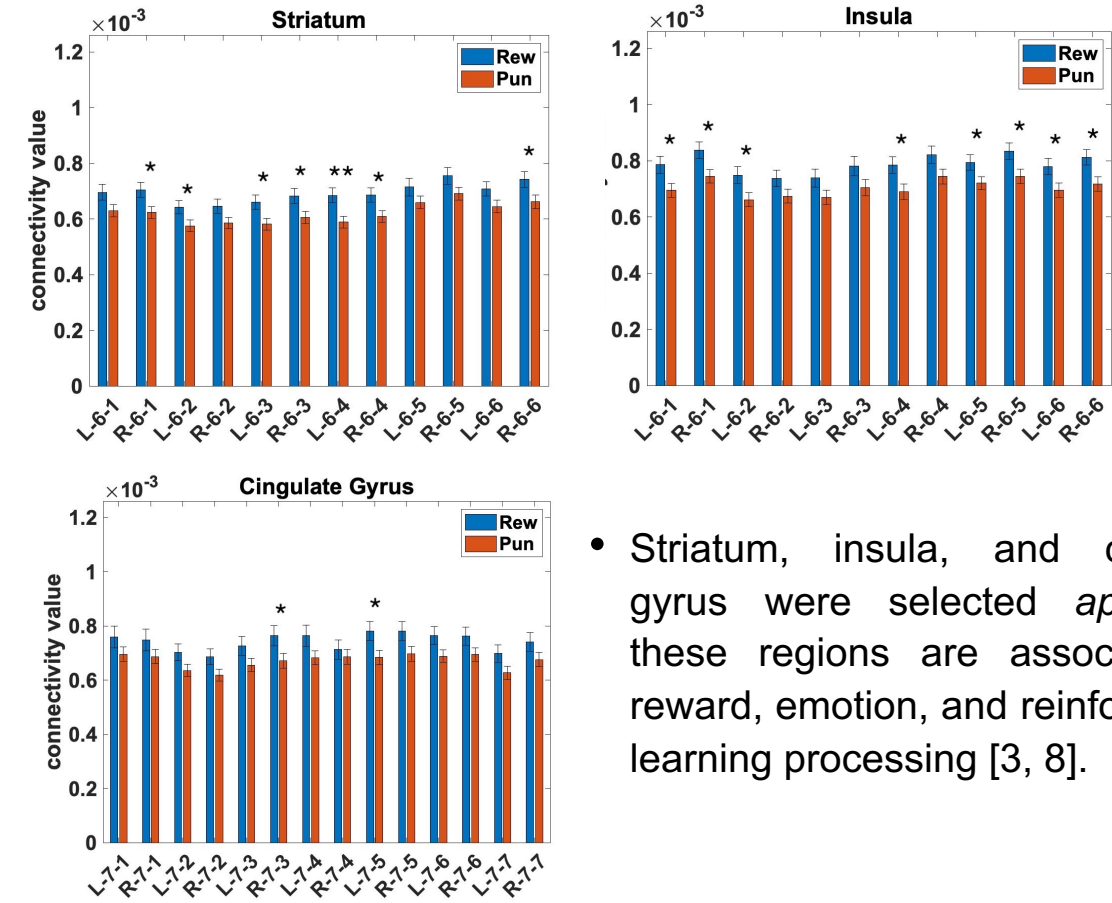 ×10-3
Striatum
Rew
Pun
connectivity value
1.2
1
0.8
0.6
0.4
0.2
0
* * * * ** * *
L-6-1 R-6-1 L-6-2 R-6-2 L-6-3 R-6-3 L-6-4 R-6-4 L-6-5 R-6-5 L-6-6 R-6-6
×10-3
Insula
Rew
Pun
1.2
1
0.8
0.6
0.4
0.2
0
* * * * * * * *
L-6-1 R-6-1 L-6-2 R-6-2 L-6-3 R-6-3 L-6-4 R-6-4 L-6-5 R-6-5 L-6-6 R-6-6
×10-3
Cingulate Gyrus
Rew
Pun
connectivity value
1.2
1
0.8
0.6
0.4
0.2
0
* *
L-7-1 R-7-1 L-7-2 R-7-2 L-7-3 R-7-3 L-7-4 R-7-4 L-7-5 R-7-5 L-7-6 R-7-6 L-7-7 R-7-7
• Striatum, insula, and
gyrus were selected
these regions are
reward, emotion, and
learning processing [3, 8].